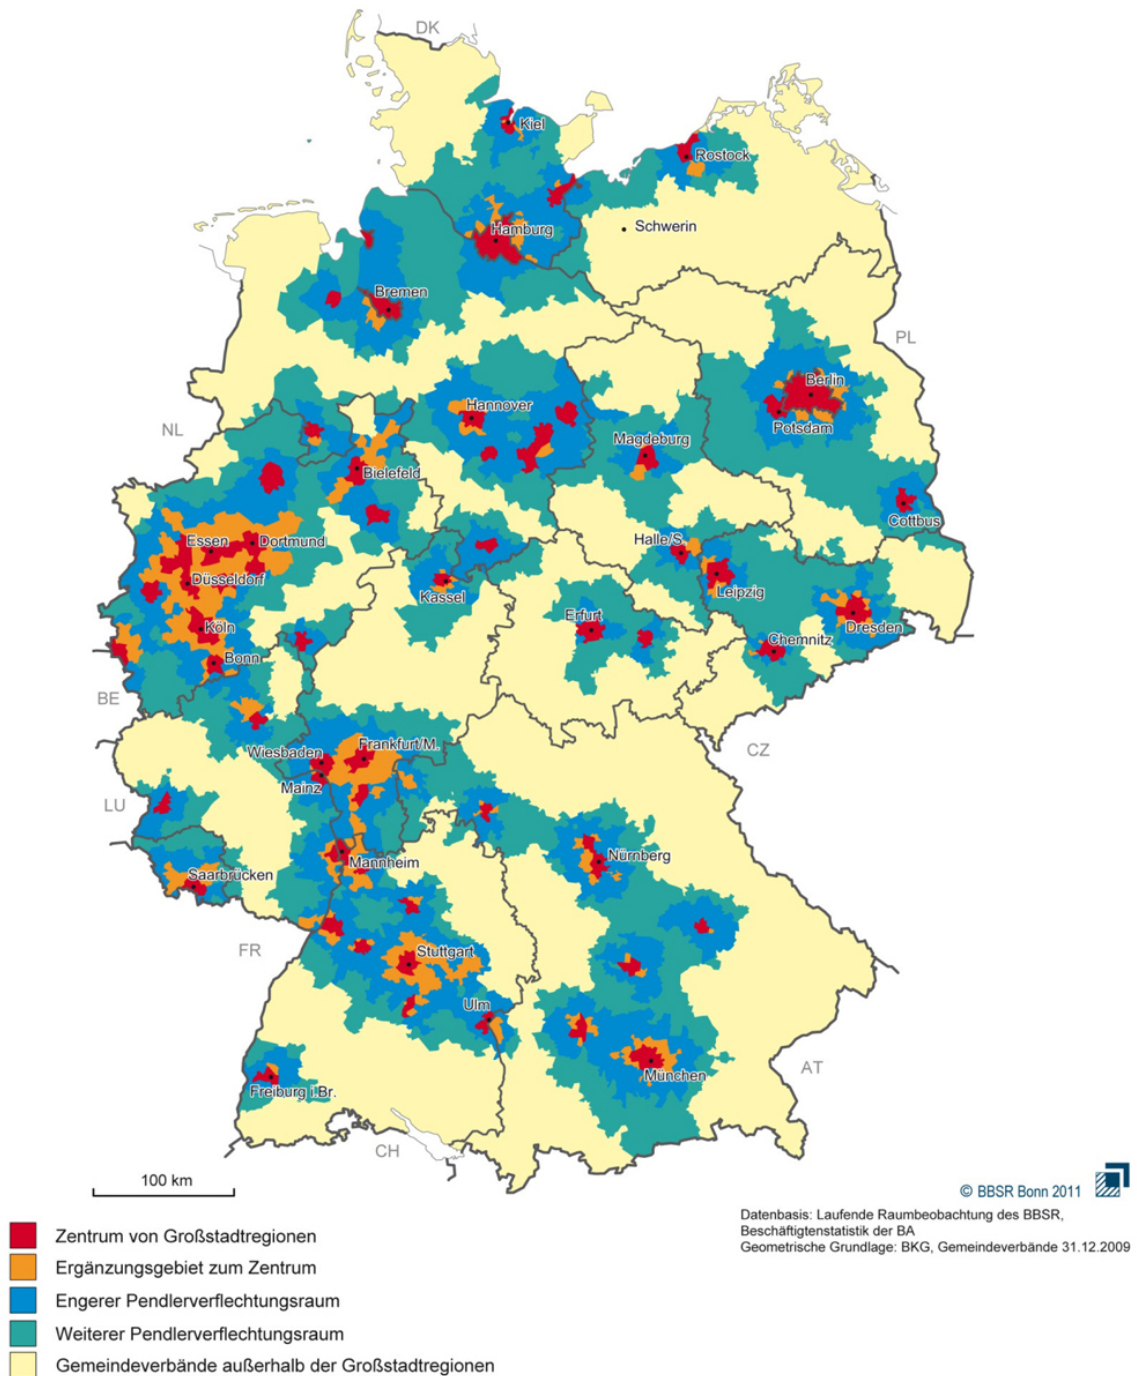 DK
Kiel
Rostock
Hamburg
Schwerin
Bremen
PL
Berlin
Hannover
Potsdam
NL
Magdeburg
Bielefeld
Cottbus
Essen
Dortmund
Halle/S.
Düsseldorf
Leipzig
Kassel
Erfurt
Köln
Dresden
Chemnitz
Bonn
BE
CZ
Wiesbaden
Frankfurt/M.
Mainz
LU
Nürnberg
Mannheim
Saarbrücken
FR
Stuttgart
Ulm
AT
München
Freiburg i.Br.
CH
100 km
© BBSR Bonn 2011
Datenbasis: Laufende Raumbeobachtung des BBSR,
Beschäftigtenstatistik der BA
Geometrische Grundlage: BKG, Gemeindeverbände 31.12.2009
Zentrum von Großstadtregionen
Ergänzungsgebiet zum Zentrum
Engerer Pendlerverflechtungsraum
Weiterer Pendlerverflechtungsraum
Gemeindeverbände außerhalb der Großstadtregionen